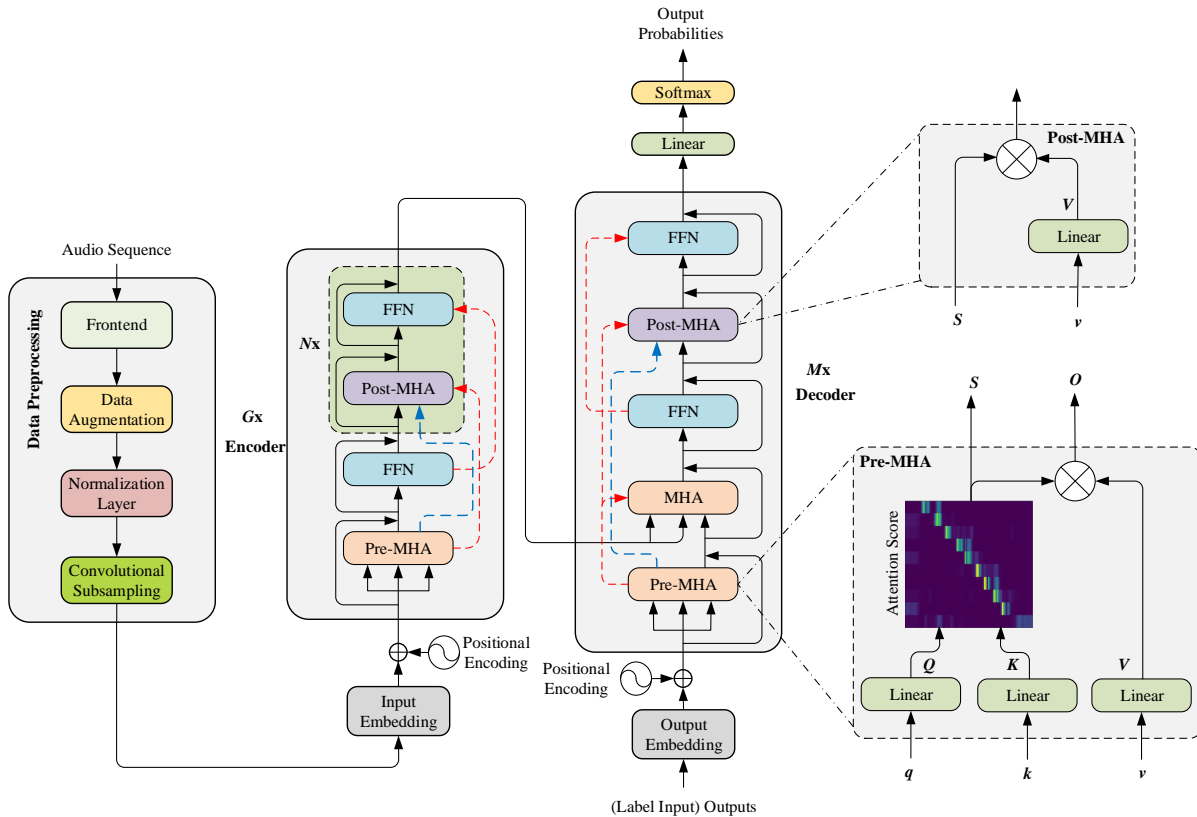 Audio Sequence
Data Preprocessing
Frontend
Data
Augmentation
Normalization
Layer
Convolutional
Subsampling
Gx
Encoder
Nx
FFN
Post-MHA
FFN
Pre-MHA
Positional
Encoding
Input
Embedding
Output
Probabilities
Softmax
Linear
Mx
Decoder
FFN
Post-MHA
FFN
MHA
Pre-MHA
Positional
Encoding
Output
Embedding
(Label Input) Outputs
Post-MHA
V
Linear
S
v
S
O
Pre-MHA
Attention Score
Q
K
V
Linear
Linear
Linear
q
k
v